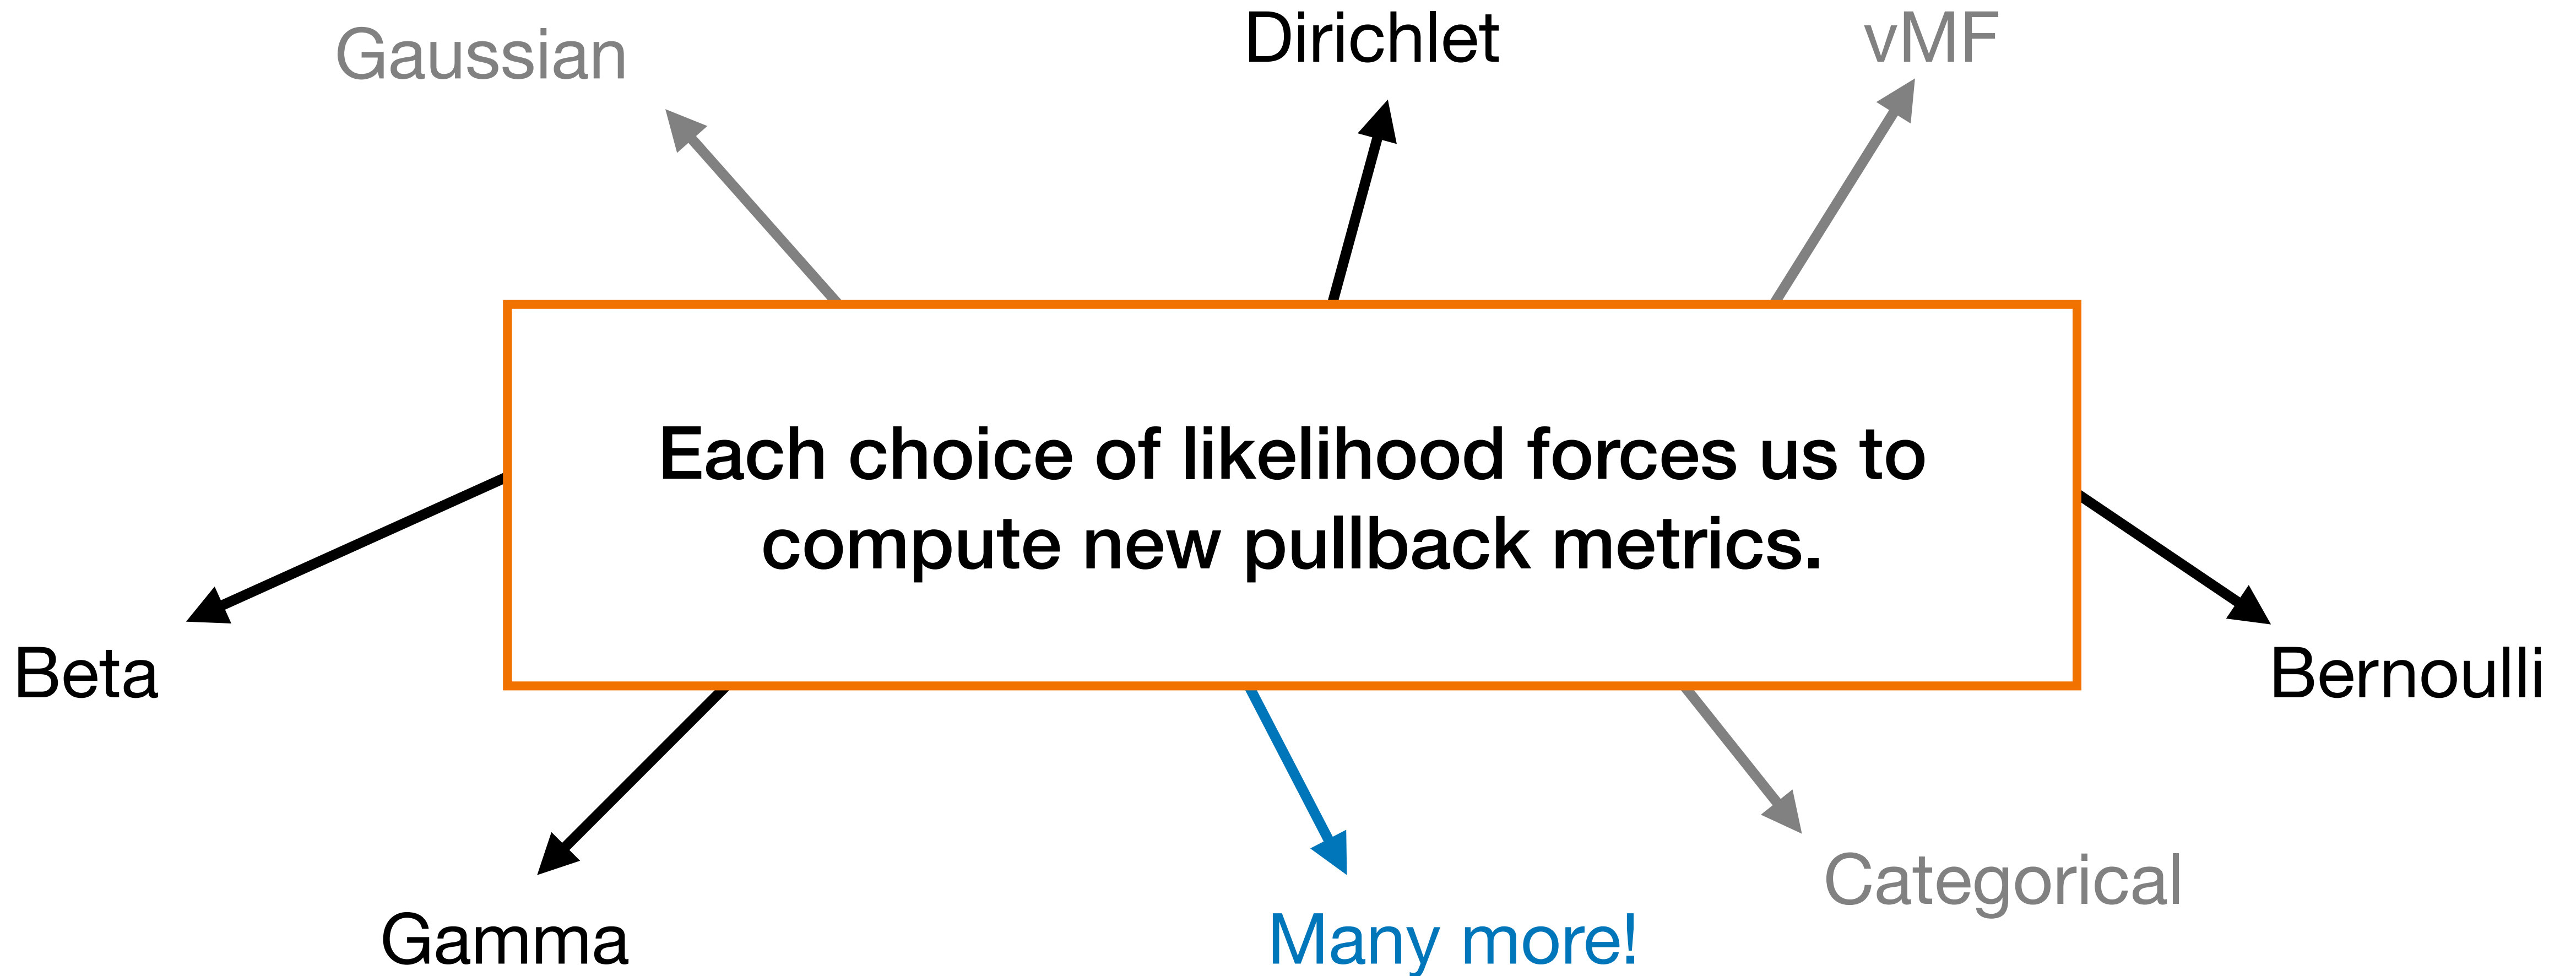 Gaussian
Dirichlet
vMF
Each choice of likelihood forces us to
compute new pullback metrics.
Beta
Bernoulli
Gamma
Many more!
Categorical